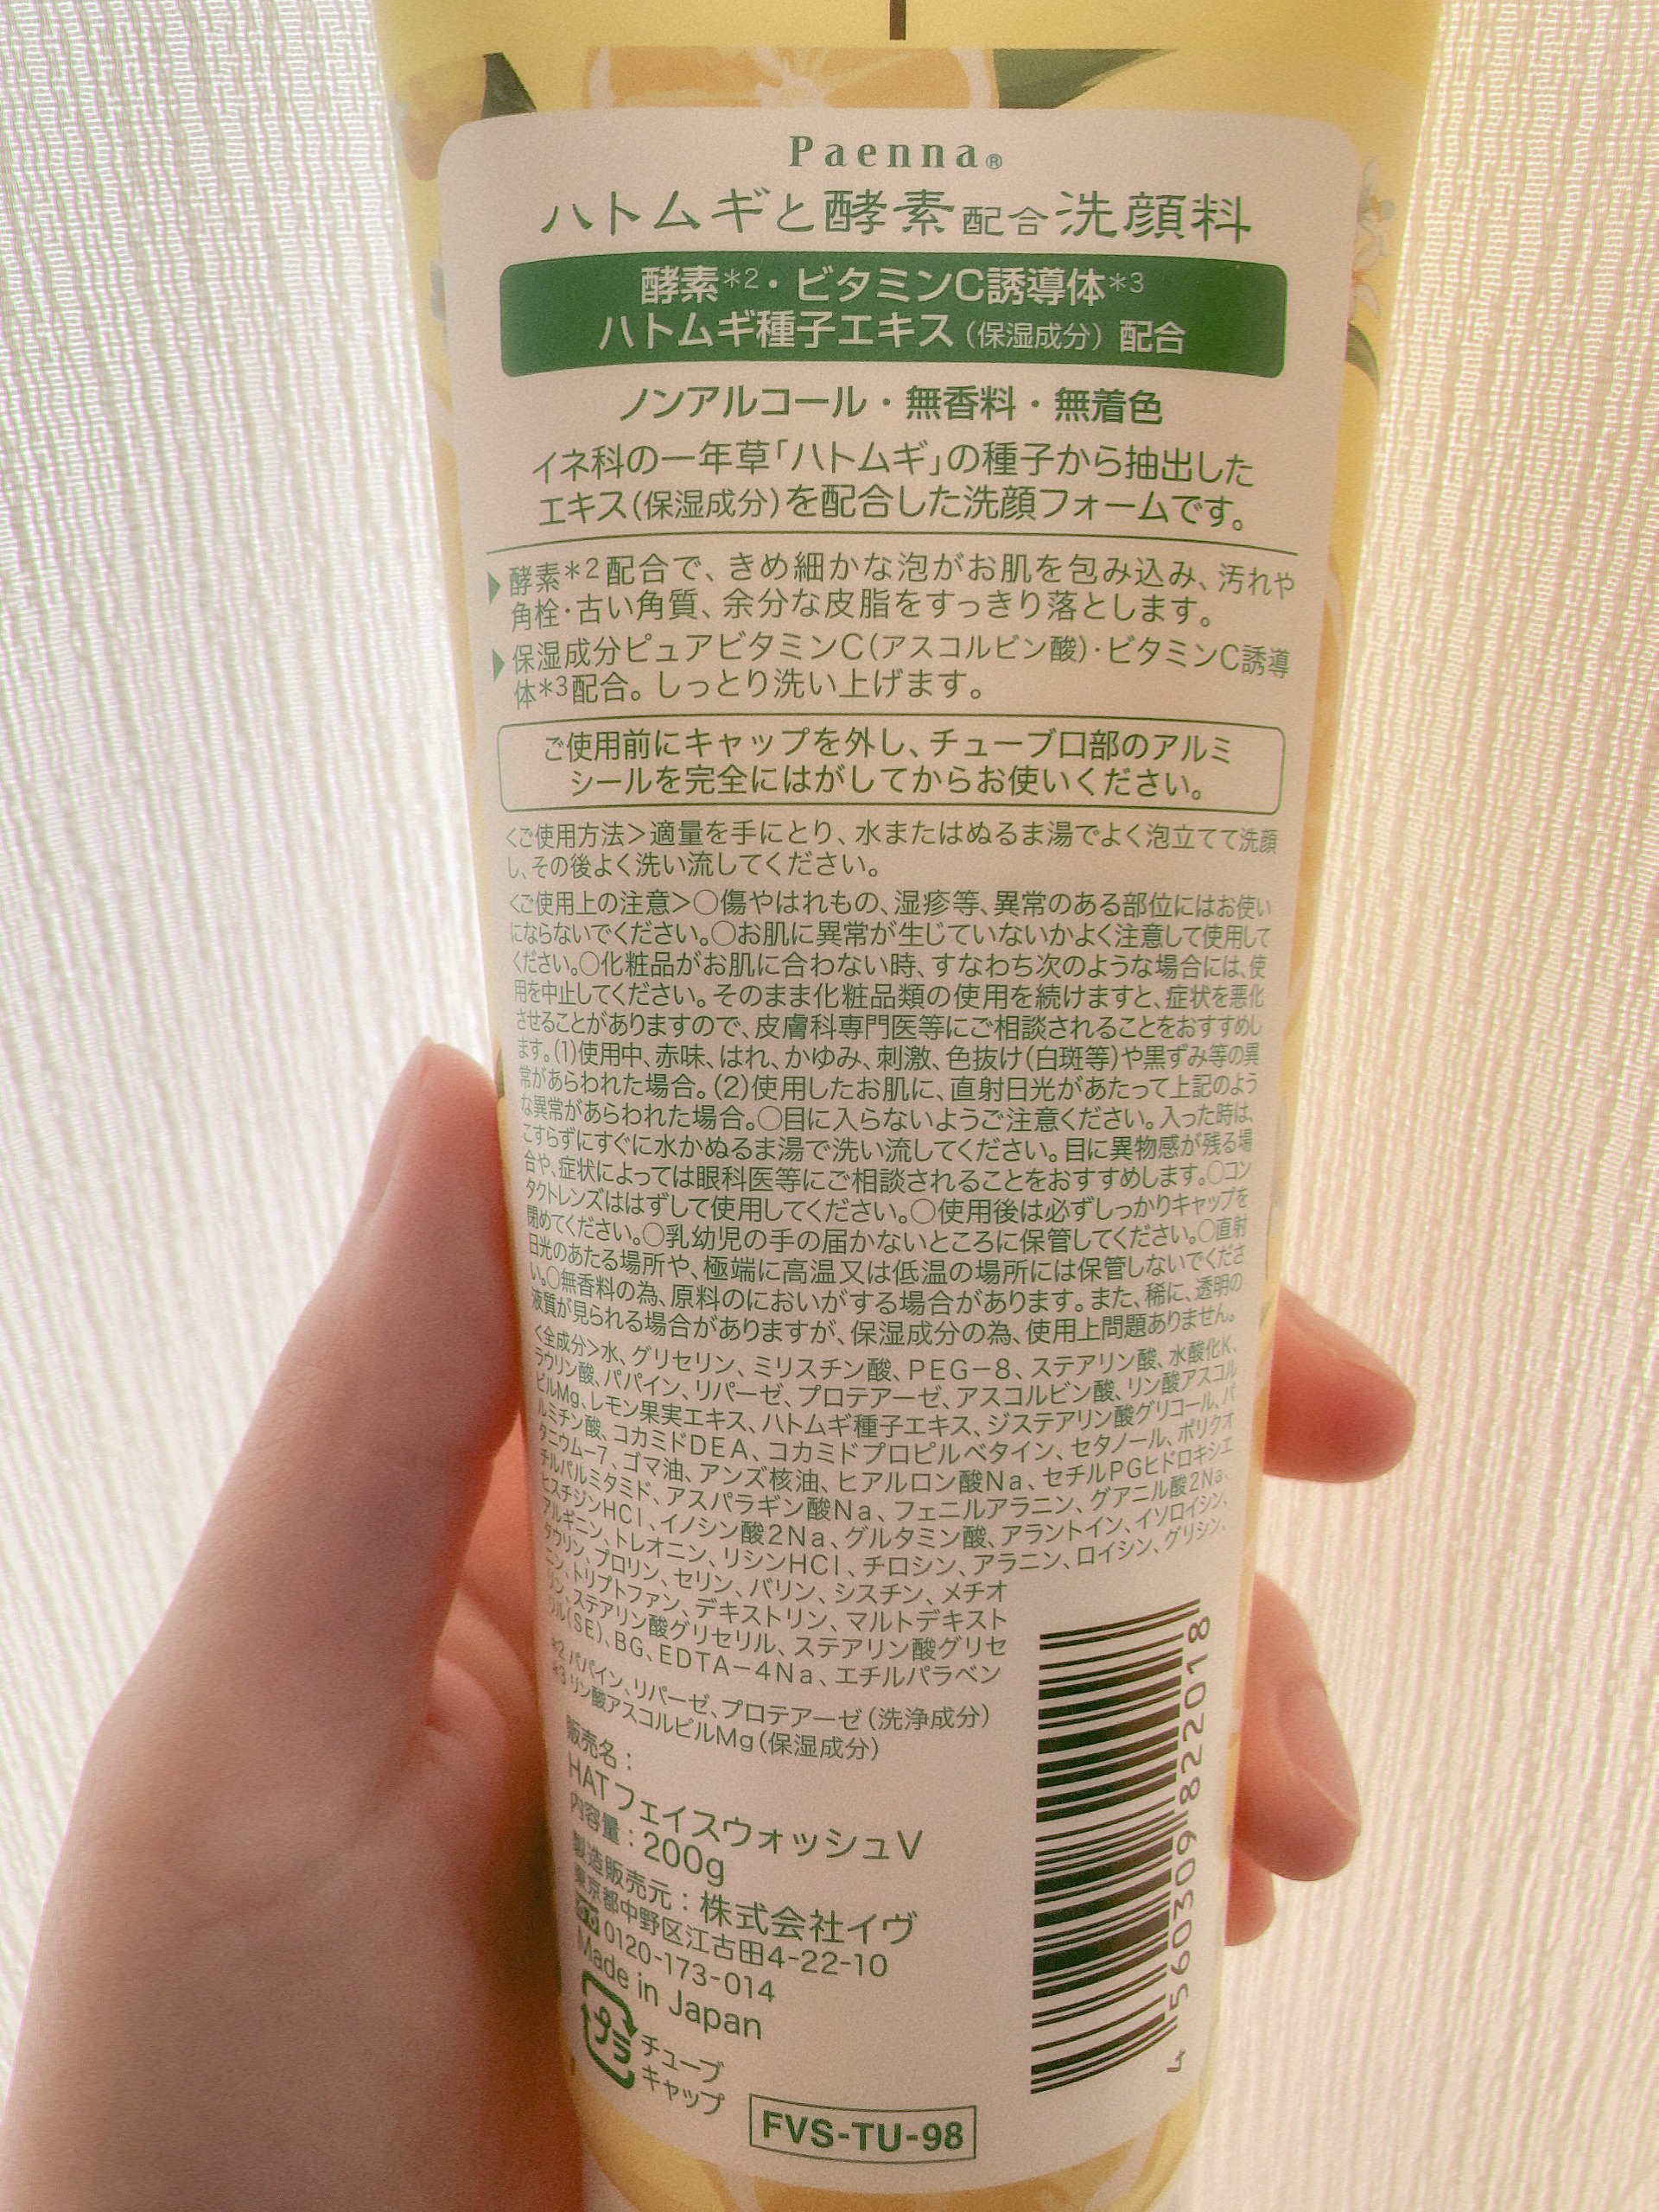 Paenna®
ハトムギと酵素配合洗顔料
酵素*2・ビタミンC誘導体*3
ハトムギ種子エキス(保湿成分)配合
ノンアルコール・無香料・無着色
イネ科の一年草「ハトムギ」の種子から抽出した
エキス(保湿成分)を配合した洗顔フォームです。
▶酵素*2配合で、きめ細かな泡がお肌を包み込み、汚れや
角栓・古い角質、余分な皮脂をすっきり落とします。
▶保湿成分ピュアビタミンC(アスコルビン酸)・ビタミンC誘導
体*3配合。しっとり洗い上げます。
ご使用前にキャップを外し、チューブ口部のアルミ
シールを完全にはがしてからお使いください。
<ご使用方法>適量を手にとり、水またはぬるま湯でよく泡立てて洗顔
し、その後よく洗い流してください。
<ご使用上の注意>○傷やはれもの、湿疹等、異常のある部位にはお使い
にならないでください。○お肌に異常が生じていないかよく注意して使用して
ください。○化粧品がお肌に合わない時、すなわち次のような場合には、使
用を中止してください。そのまま化粧品類の使用を続けますと、症状を悪化
させることがありますので、皮膚科専門医等にご相談されることをおすすめし
ます。(1)使用中、赤味、はれ、かゆみ、刺激、色抜け(白斑等)や黒ずみ等の異
常があらわれた場合。(2)使用したお肌に、直射日光があたって上記のよう
な異常があらわれた場合。○目に入らないようご注意ください。入った時は、
こすらずにすぐに水かぬるま湯で洗い流してください。目に異物感が残る場
合や、症状によっては眼科医等にご相談されることをおすすめします。○コン
タクトレンズははずして使用してください。○使用後は必ずしっかりキャップを
閉めてください。○乳幼児の手の届かないところに保管してください。○直射
日光のあたる場所や、極端に高温又は低温の場所には保管しないでくださ
い。○無香料の為、原料のにおいがする場合があります。また、稀に、透明の
液質が見られる場合がありますが、保湿成分の為、使用上問題ありません。
<全成分>水、グリセリン、ミリスチン酸、PEG－8、ステアリン酸、水酸化K、
ラウリン酸、パパイン、リパーゼ、プロテアーゼ、アスコルビン酸、リン酸アスコル
ビルMg、レモン果実エキス、ハトムギ種子エキス、ジステアリン酸グリコール、パ
ルミチン酸、コカミドDEA、コカミドプロピルベタイン、セタノール、ポリクオ
タニウム－7、ゴマ油、アンズ核油、ヒアルロン酸Na、セチルPGヒドロキシエ
チルパルミタミド、アスパラギン酸Na、フェニルアラニン、グアニル酸2Na、
ヒスチジンHCl、イノシン酸2Na、グルタミン酸、アラントイン、イソロイシン、
アルギニン、トレオニン、リシンHCl、チロシン、アラニン、ロイシン、グリシン、
タウリン、プロリン、セリン、バリン、シスチン、メチオ
ニン、トリプトファン、デキストリン、マルトデキスト
リン、ステアリン酸グリセリル、ステアリン酸グリセ
リル(SE)、BG、EDTA－4Na、エチルパラベン
*2 パパイン、リパーゼ、プロテアーゼ(洗浄成分)
*3 リン酸アスコルビルMg(保湿成分)
販売名：
HAT フェイスウォッシュV
内容量：200g
製造販売元：株式会社イヴ
東京都中野区江古田4-22-10
0120-173-014
Made in Japan
プラ
チューブ
キャップ
FVS-TU-98
4 560309 822018